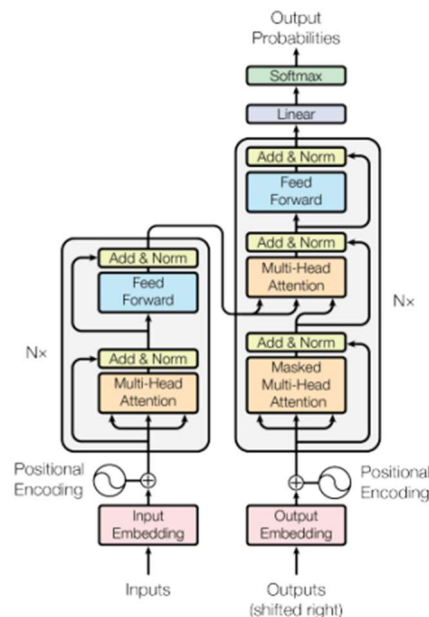 Output
Probabilities
Softmax
Linear
Add & Norm
Feed
Forward
Add & Norm
Multi-Head
Attention
Nx
Add & Norm
Masked
Multi-Head
Attention
Add & Norm
Feed
Forward
Nx
Add & Norm
Multi-Head
Attention
Positional
Encoding
Positional
Encoding
Input
Embedding
Output
Embedding
Inputs
Outputs
(shifted right)